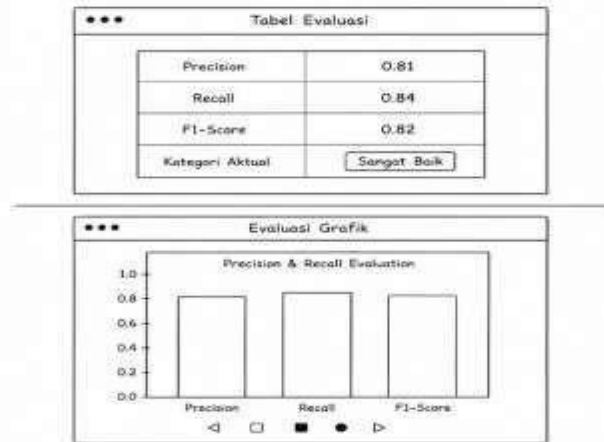 Tabel Evaluasi
Precision 0.81
Recall 0.84
F1-Score 0.82
Kategori Aktual Sangat Baik
Evaluasi Grafik
Precision & Recall Evaluation
1.0
0.8
0.6
0.4
0.2
0.0
Precision Recall F1-Score